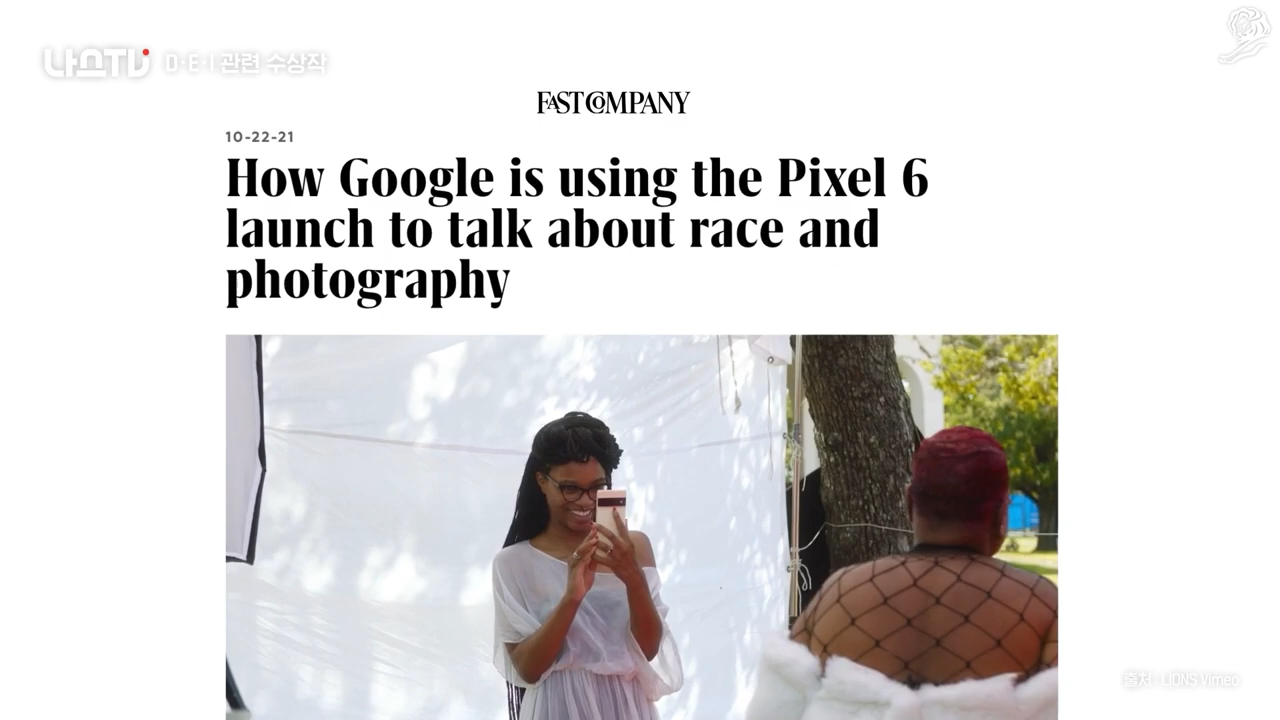 나스TV D·E·I 관련 수상작
FAST COMPANY
10-22-21
How Google is using the Pixel 6
launch to talk about race and
photography
출처 : LIONS Vimeo